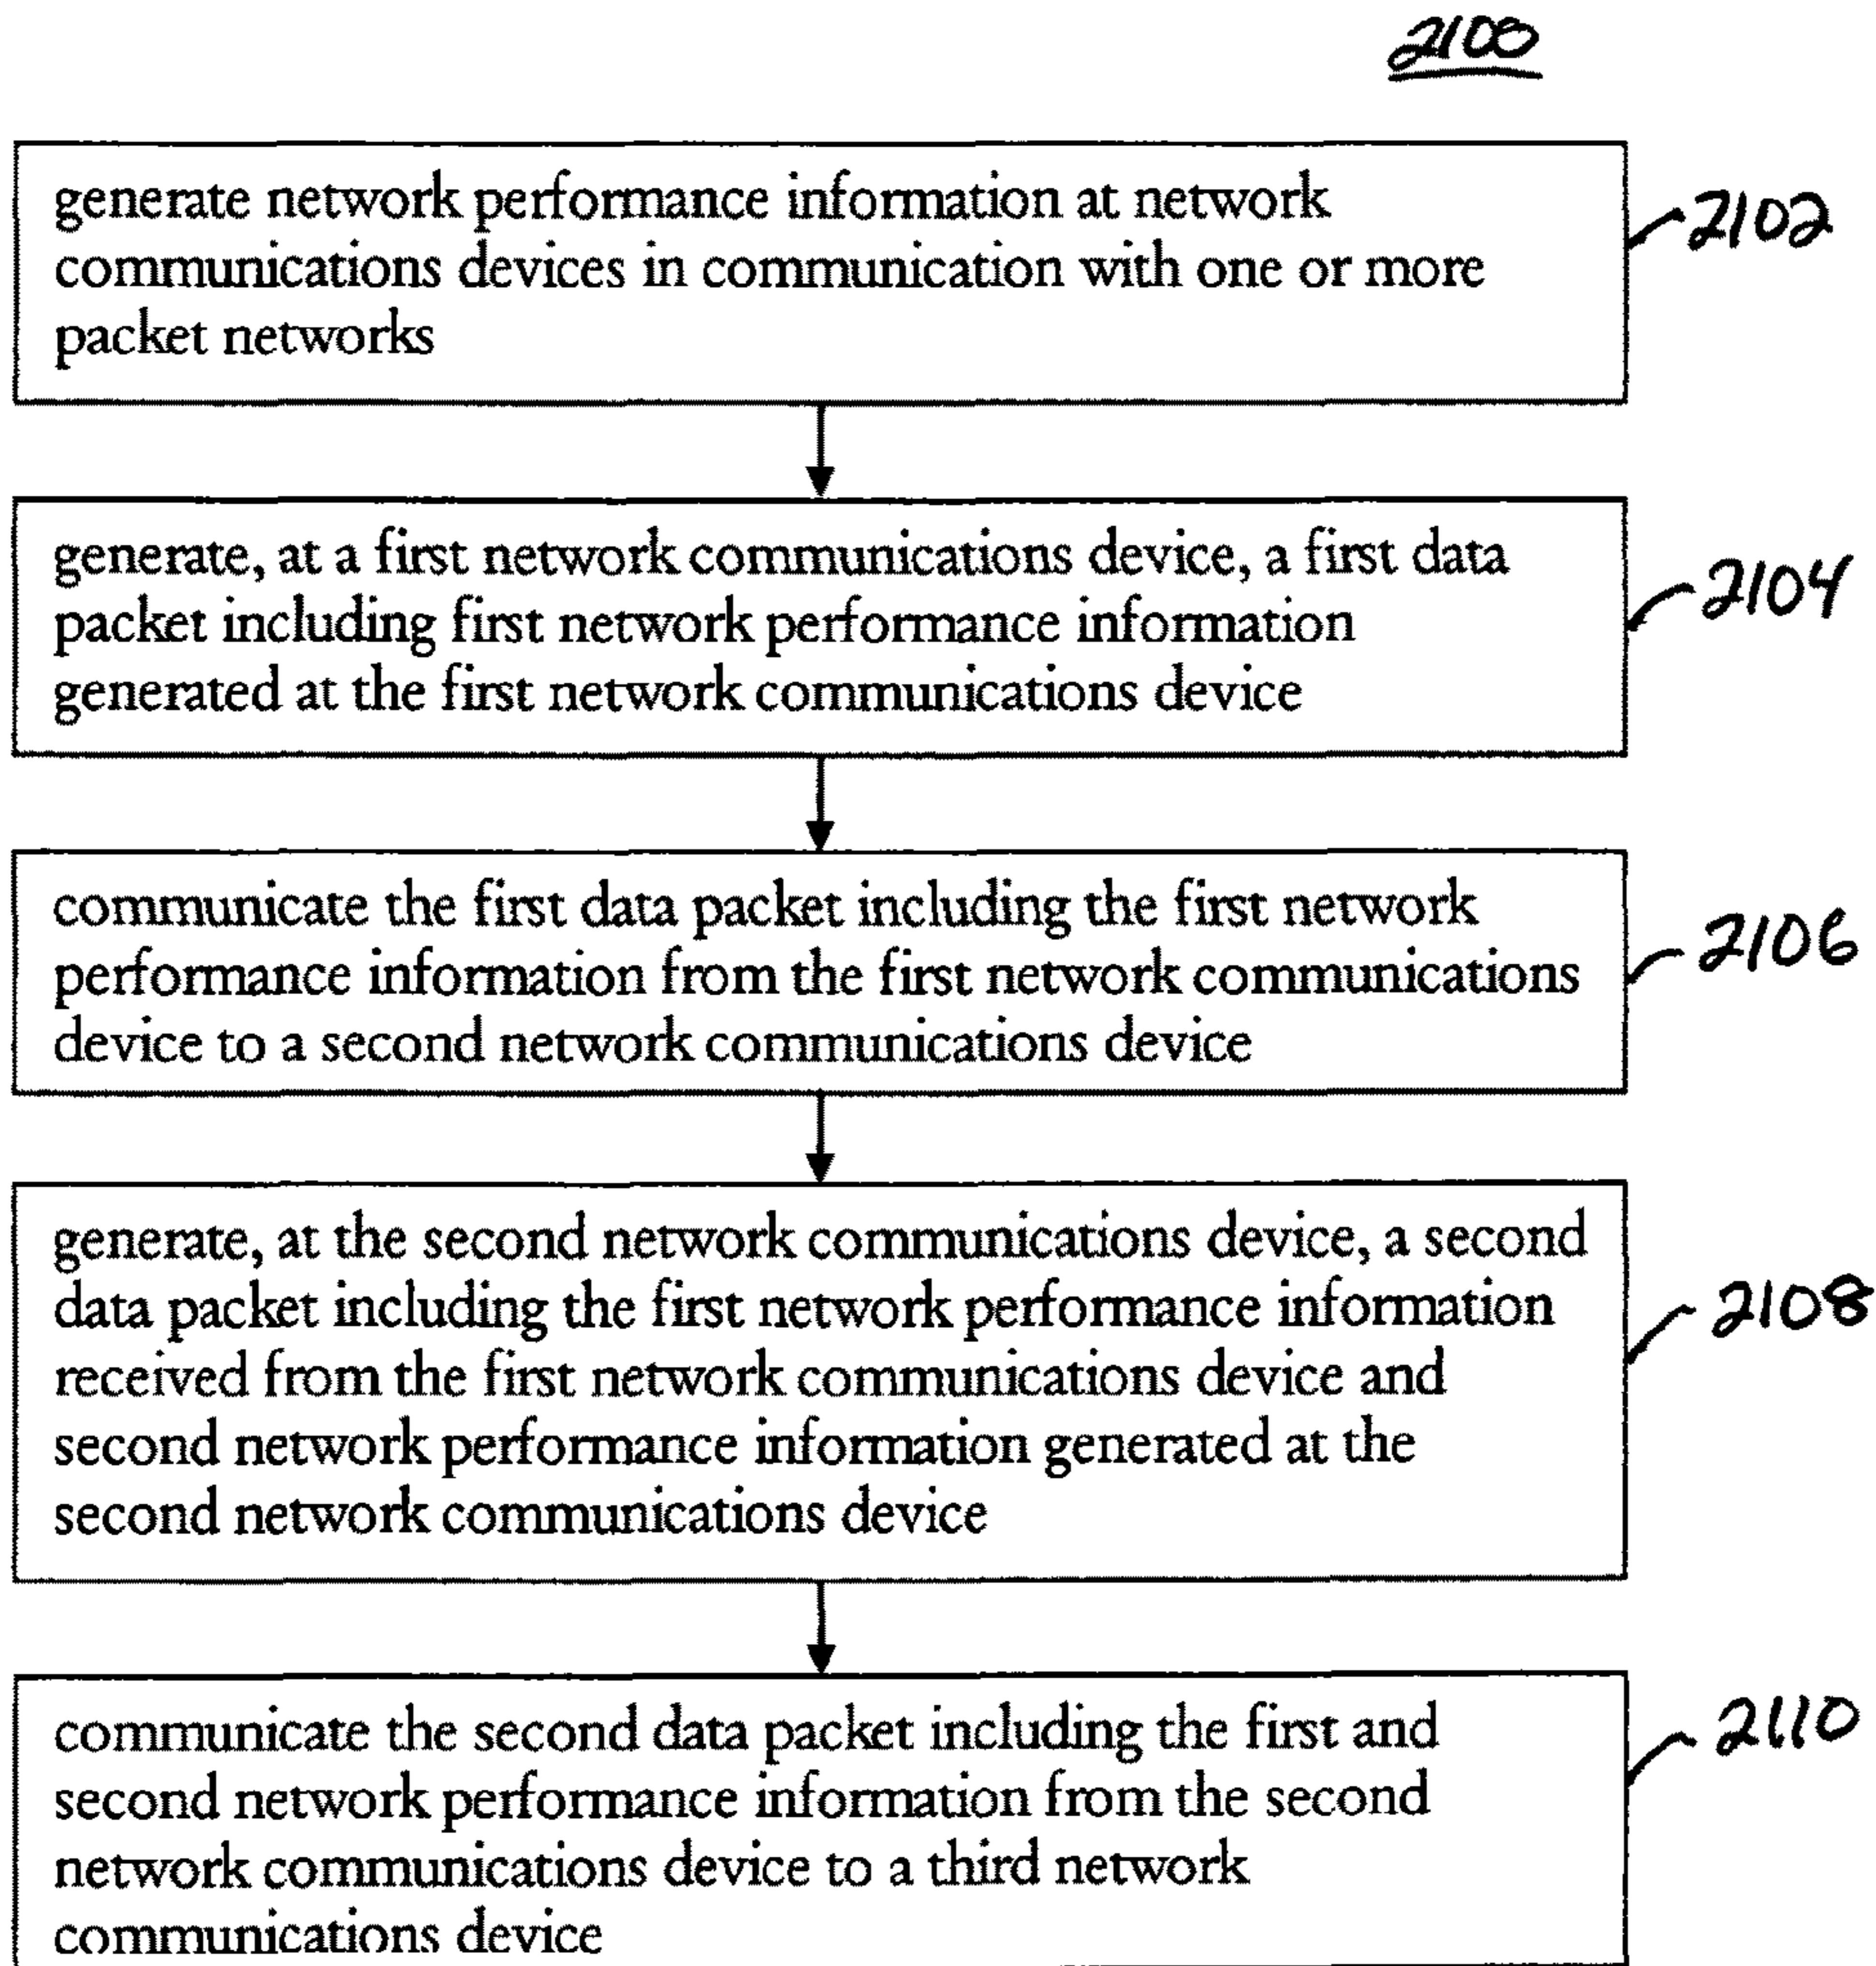 2100
generate network performance information at network
communications devices in communication with one or more
packet networks
2102
generate, at a first network communications device, a first data
packet including first network performance information
generated at the first network communications device
2104
communicate the first data packet including the first network
performance information from the first network communications
device to a second network communications device
2106
generate, at the second network communications device, a second
data packet including the first network performance information
received from the first network communications device and
second network performance information generated at the
second network communications device
2108
communicate the second data packet including the first and
second network performance information from the second
network communications device to a third network
communications device
2110